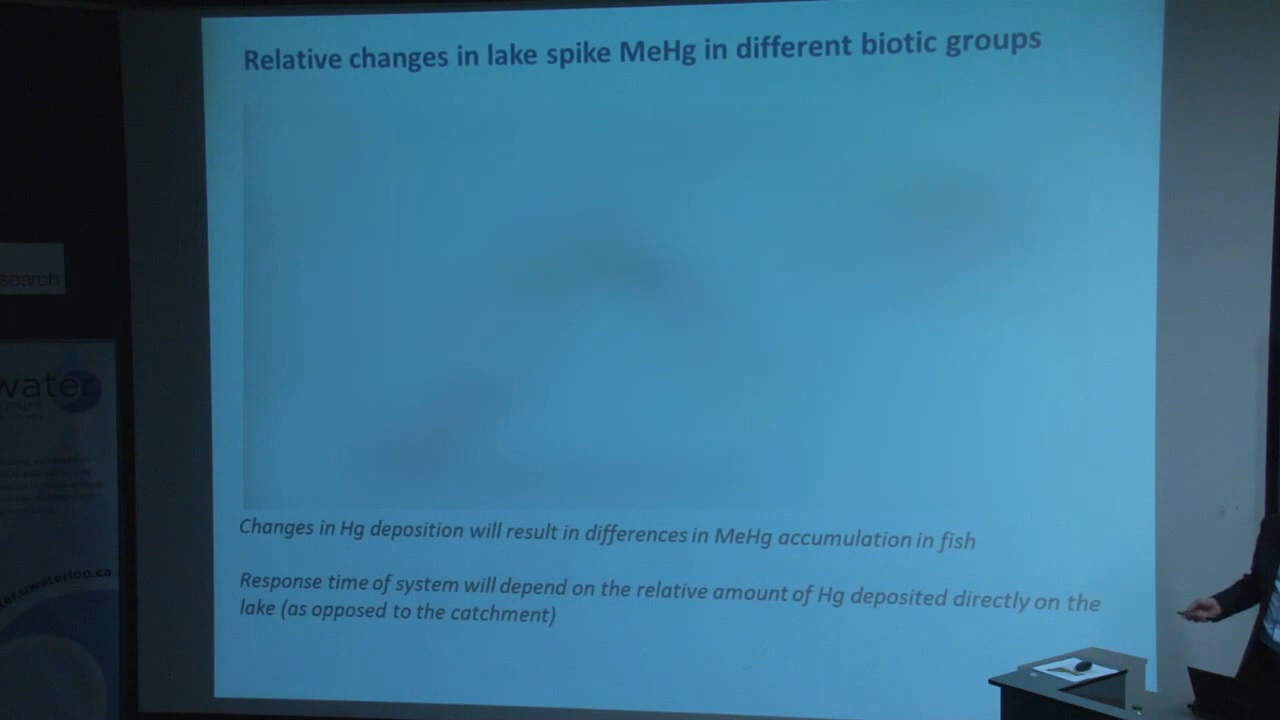 Relative changes in lake spike MeHg in different biotic groups
search
water
Changes in Hg deposition will result in differences in MeHg accumulation in fish
Response time of system will depend on the relative amount of Hg deposited directly on the
lake (as opposed to the catchment)
uwaterloo.ca